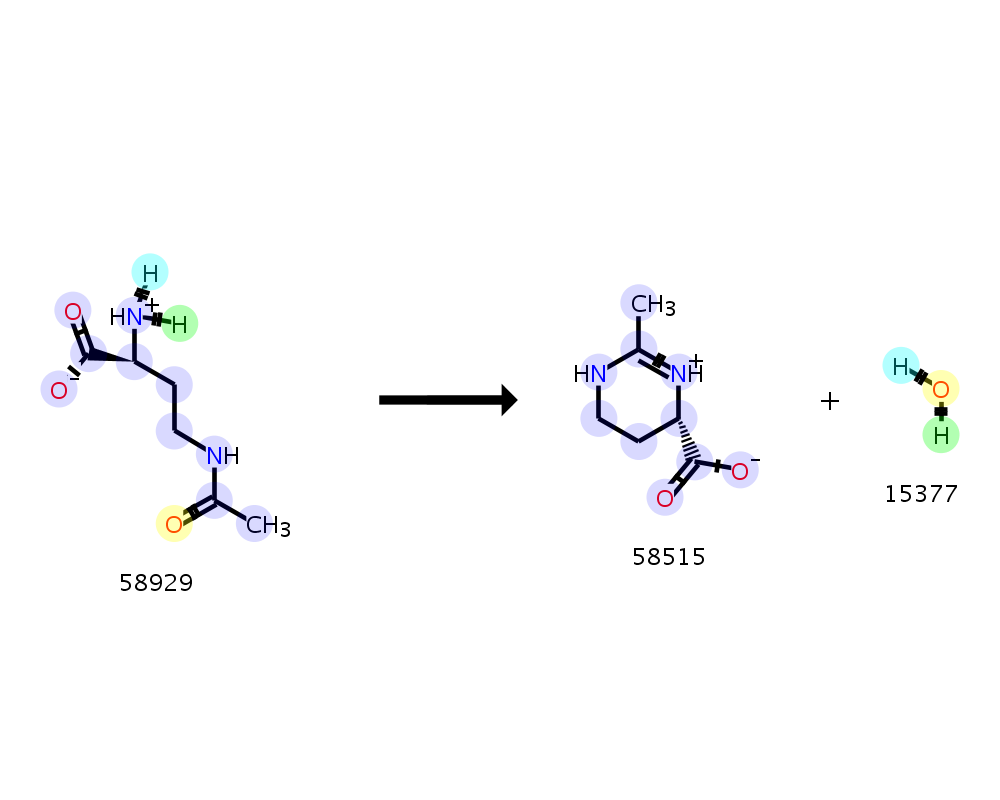 H
O HN + H
O -
NH
O CH3
58929
CH3
HN NH +
O O -
58515
+
H O
H
15377